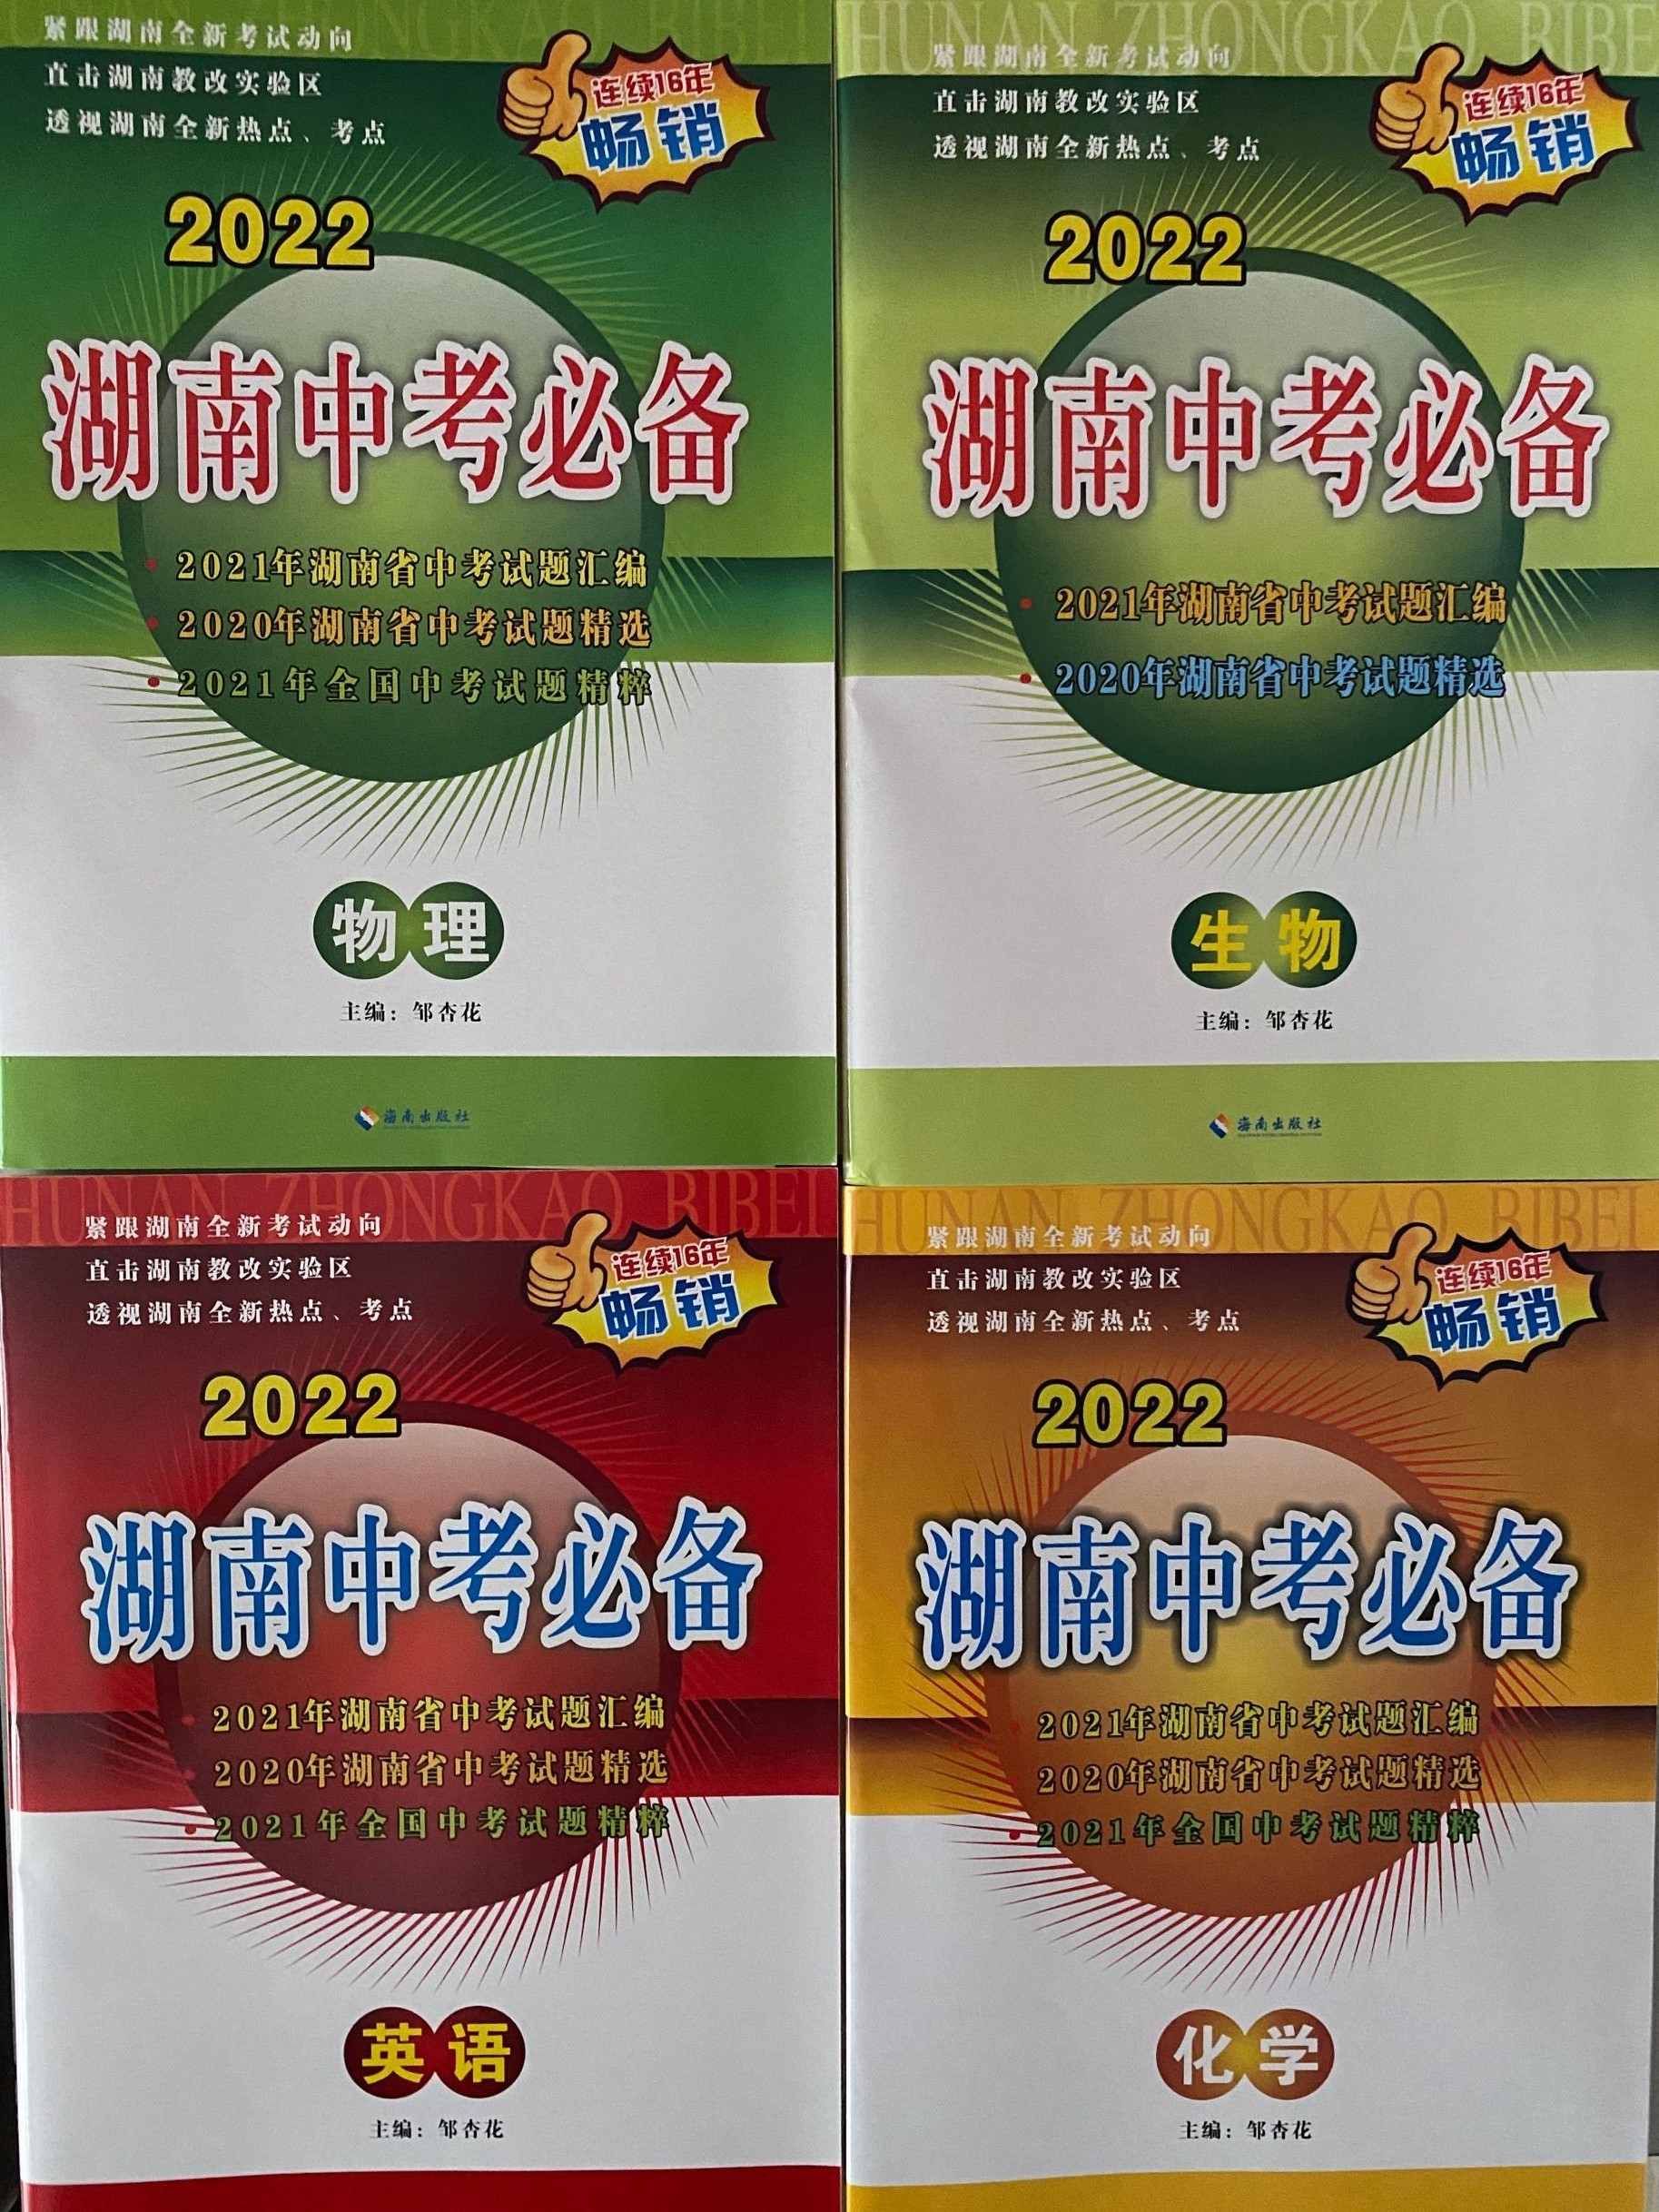 紧跟湖南全新考试动向
直击湖南教改实验区
透视湖南全新热点、考点
连续16年
畅销
2022
湖南中考必备
2021年湖南省中考试题汇编
2020年湖南省中考试题精选
2021年全国中考试题精粹
物理
主编：邹杏花
海南出版社
HUNAN ZHONGKAO BIBE
紧跟湖南全新考试动向
直击湖南教改实验区
透视湖南全新热点、考点
连续16年
畅销
2022
湖南中考必备
2021年湖南省中考试题汇编
2020年湖南省中考试题精选
生物
主编：邹杏花
海南出版社
HUNAN ZHONGKAO BIBEI
紧跟湖南全新考试动向
直击湖南教改实验区
透视湖南全新热点、考点
连续16年
畅销
2022
湖南中考必备
2021年湖南省中考试题汇编
2020年湖南省中考试题精选
2021年全国中考试题精粹
英语
主编：邹杏花
HUNAN ZHONGKAO BIBEI
紧跟湖南全新考试动向
直击湖南教改实验区
透视湖南全新热点、考点
连续16年
畅销
2022
湖南中考必备
2021年湖南省中考试题汇编
2020年湖南省中考试题精选
2021年全国中考试题精粹
化学
主编：邹杏花